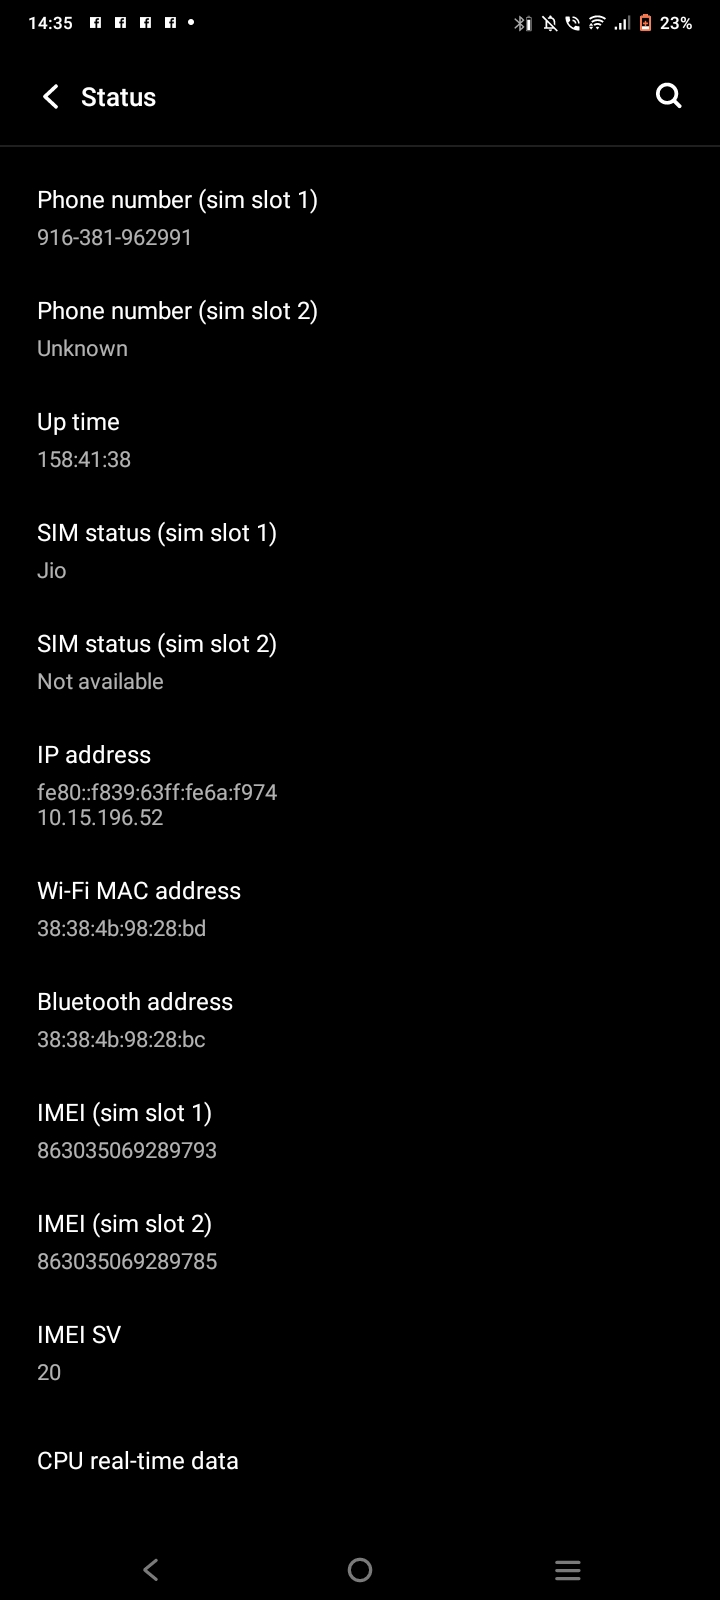 14:35
23%
Status
Phone number (sim slot 1)
916-381-962991
Phone number (sim slot 2)
Unknown
Up time
158:41:38
SIM status (sim slot 1)
Jio
SIM status (sim slot 2)
Not available
IP address
fe80::f839:63ff:fe6a:f974
10.15.196.52
Wi-Fi MAC address
38:38:4b:98:28:bd
Bluetooth address
38:38:4b:98:28:bc
IMEI (sim slot 1)
863035069289793
IMEI (sim slot 2)
863035069289785
IMEI SV
20
CPU real-time data